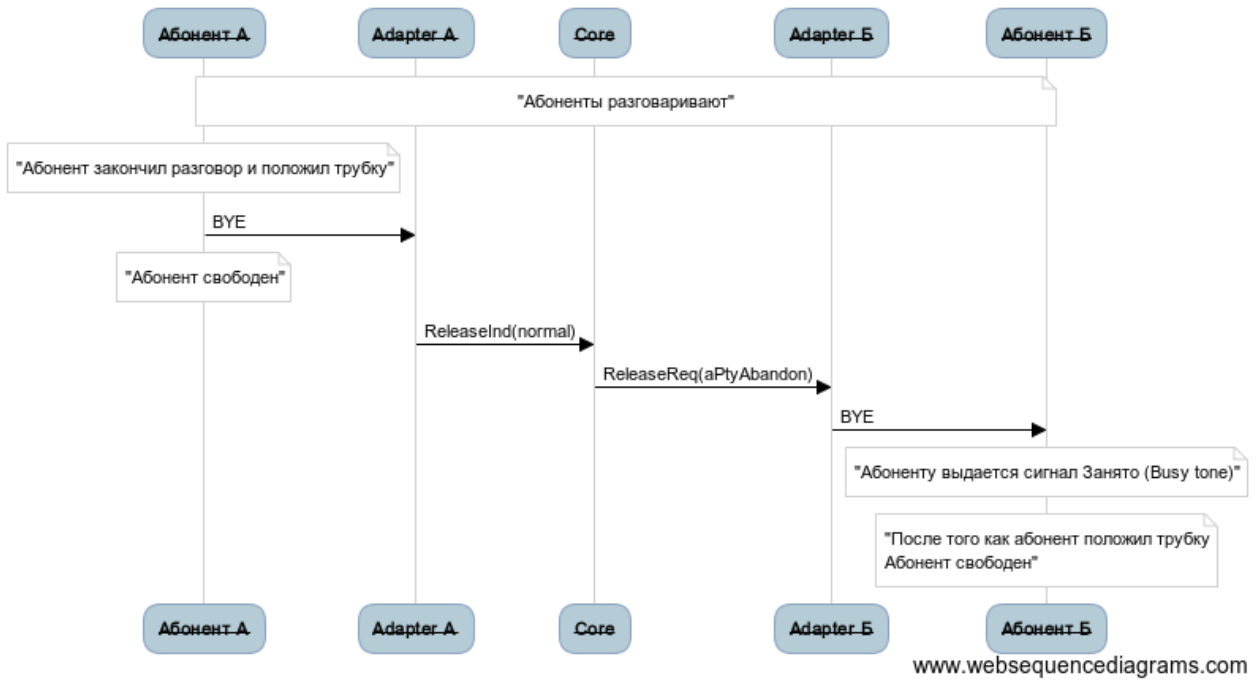 Абонент А Adapter А Core Adapter Б Абонент Б
"Абоненты разговаривают"
"Абонент закончил разговор и положил трубку"
BYE
"Абонент свободен"
ReleaseInd(normal)
ReleaseReq(aPtyAbandon)
BYE
"Абоненту выдается сигнал Занято (Busy tone)"
"После того как абонент положил трубку
Абонент свободен"
Абонент А Adapter А Core Adapter Б Абонент Б
www.websequencediagrams.com